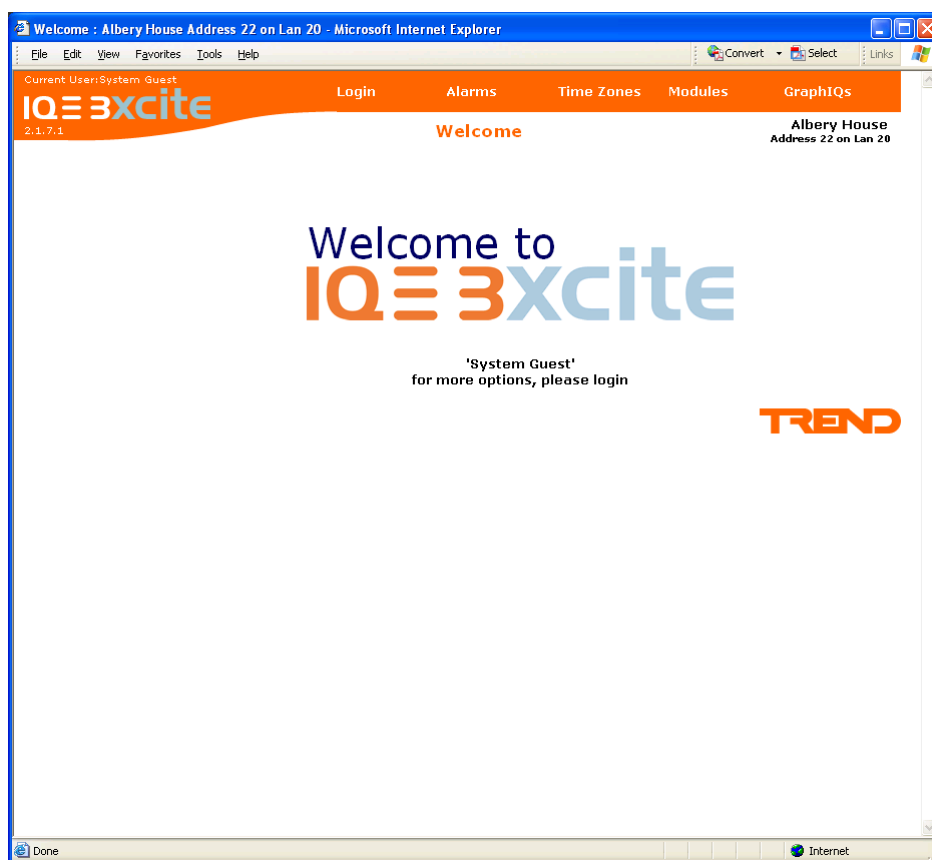 Welcome : Albery House Address 22 on Lan 20 - Microsoft Internet Explorer
File Edit View Favorites Tools Help Convert Select Links
Current User:System Guest
IQ3xcite Login Alarms Time Zones Modules GraphIQs
2.1.7.1 Welcome Albery House
Address 22 on Lan 20
Welcome to
IQ3xcite
'System Guest'
for more options, please login
TREND
Done Internet